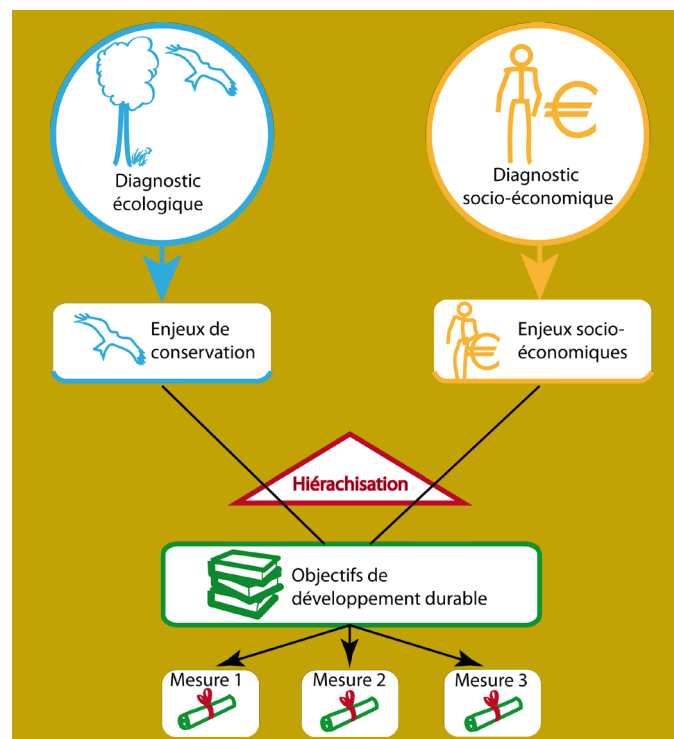 Diagnostic
écologique
Diagnostic
socio-économique
€
Enjeux de
conservation
€
Enjeux socio-
économiques
Hiérachisation
Objectifs de
développement durable
Mesure 1
Mesure 2
Mesure 3